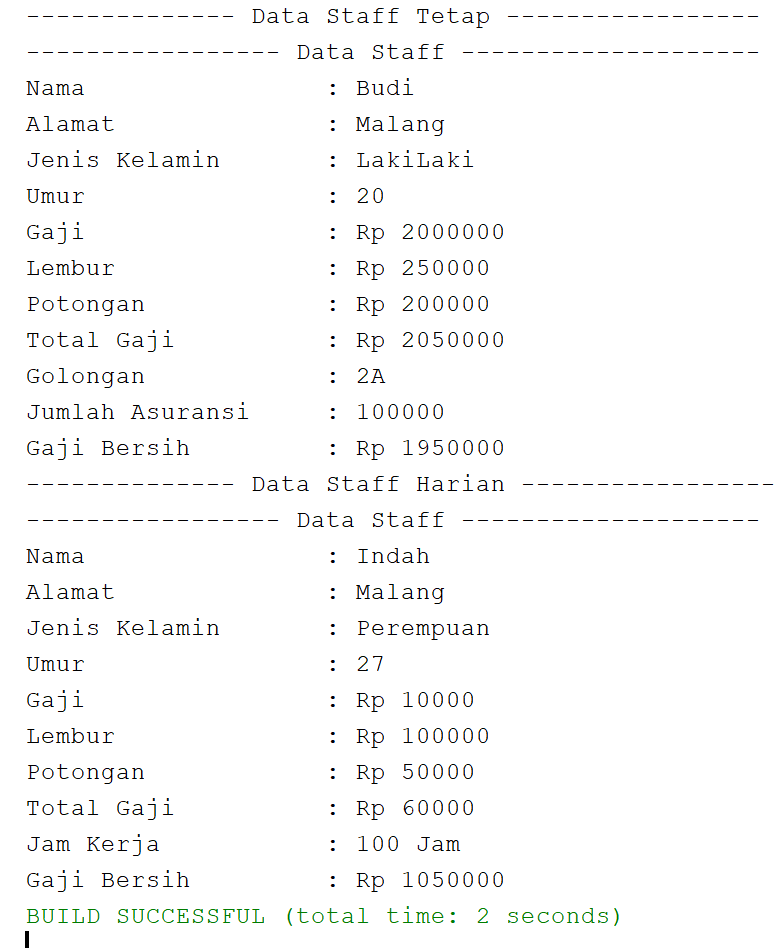 -------------- Data Staff Tetap -----------------
----------------- Data Staff --------------------
Nama                : Budi
Alamat              : Malang
Jenis Kelamin       : LakiLaki
Umur                : 20
Gaji                : Rp 2000000
Lembur              : Rp 250000
Potongan            : Rp 200000
Total Gaji          : Rp 2050000
Golongan            : 2A
Jumlah Asuransi     : 100000
Gaji Bersih         : Rp 1950000
-------------- Data Staff Harian -----------------
----------------- Data Staff --------------------
Nama                : Indah
Alamat              : Malang
Jenis Kelamin       : Perempuan
Umur                : 27
Gaji                : Rp 10000
Lembur              : Rp 100000
Potongan            : Rp 50000
Total Gaji          : Rp 60000
Jam Kerja           : 100 Jam
Gaji Bersih         : Rp 1050000
BUILD SUCCESSFUL (total time: 2 seconds)